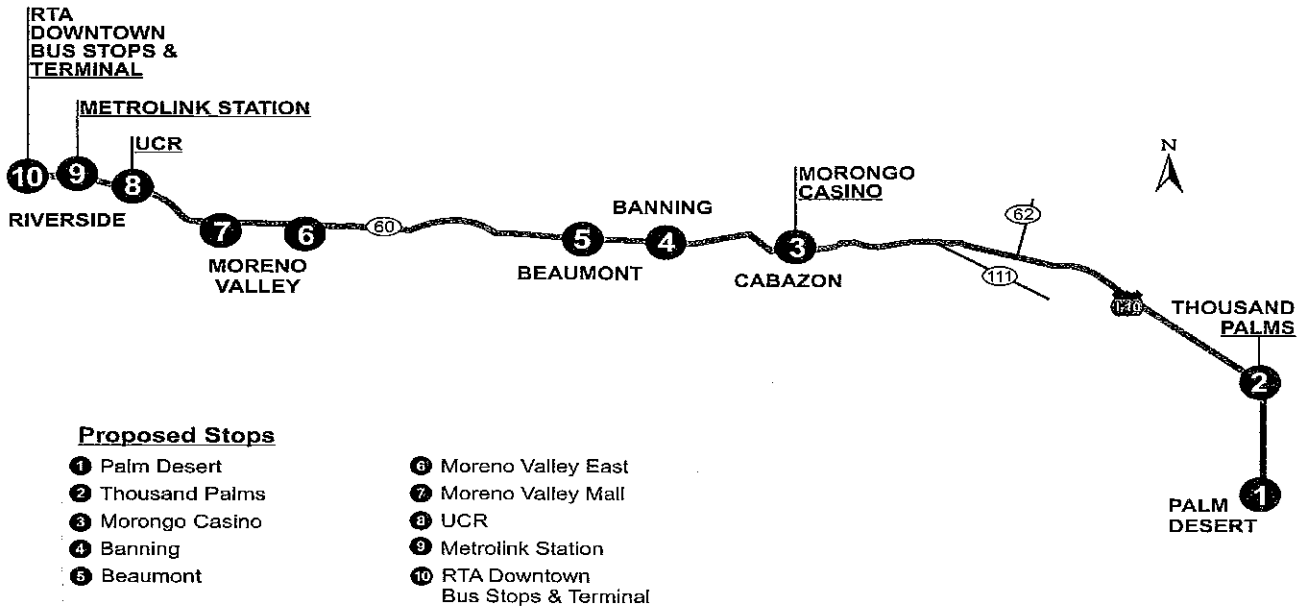 RTA
DOWNTOWN
BUS STOPS &
TERMINAL
METROLINK STATION
UCR
10
9
8
RIVERSIDE
7
6
MORENO
VALLEY
60
5
BEAUMONT
BANNING
4
MORONGO
CASINO
3
CABAZON
62
111
N
I-10
THOUSAND
PALMS
2
1
PALM
DESERT
Proposed Stops
1 Palm Desert
2 Thousand Palms
3 Morongo Casino
4 Banning
5 Beaumont
6 Moreno Valley East
7 Moreno Valley Mall
8 UCR
9 Metrolink Station
10 RTA Downtown
Bus Stops & Terminal